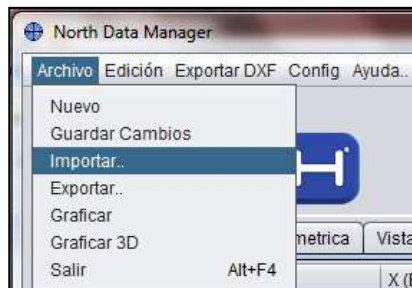 North Data Manager
Archivo Edición Exportar DXF Config Ayuda..
Nuevo
Guardar Cambios
Importar..
Exportar..
Graficar
Graficar 3D
Salir Alt+F4
Vista
X